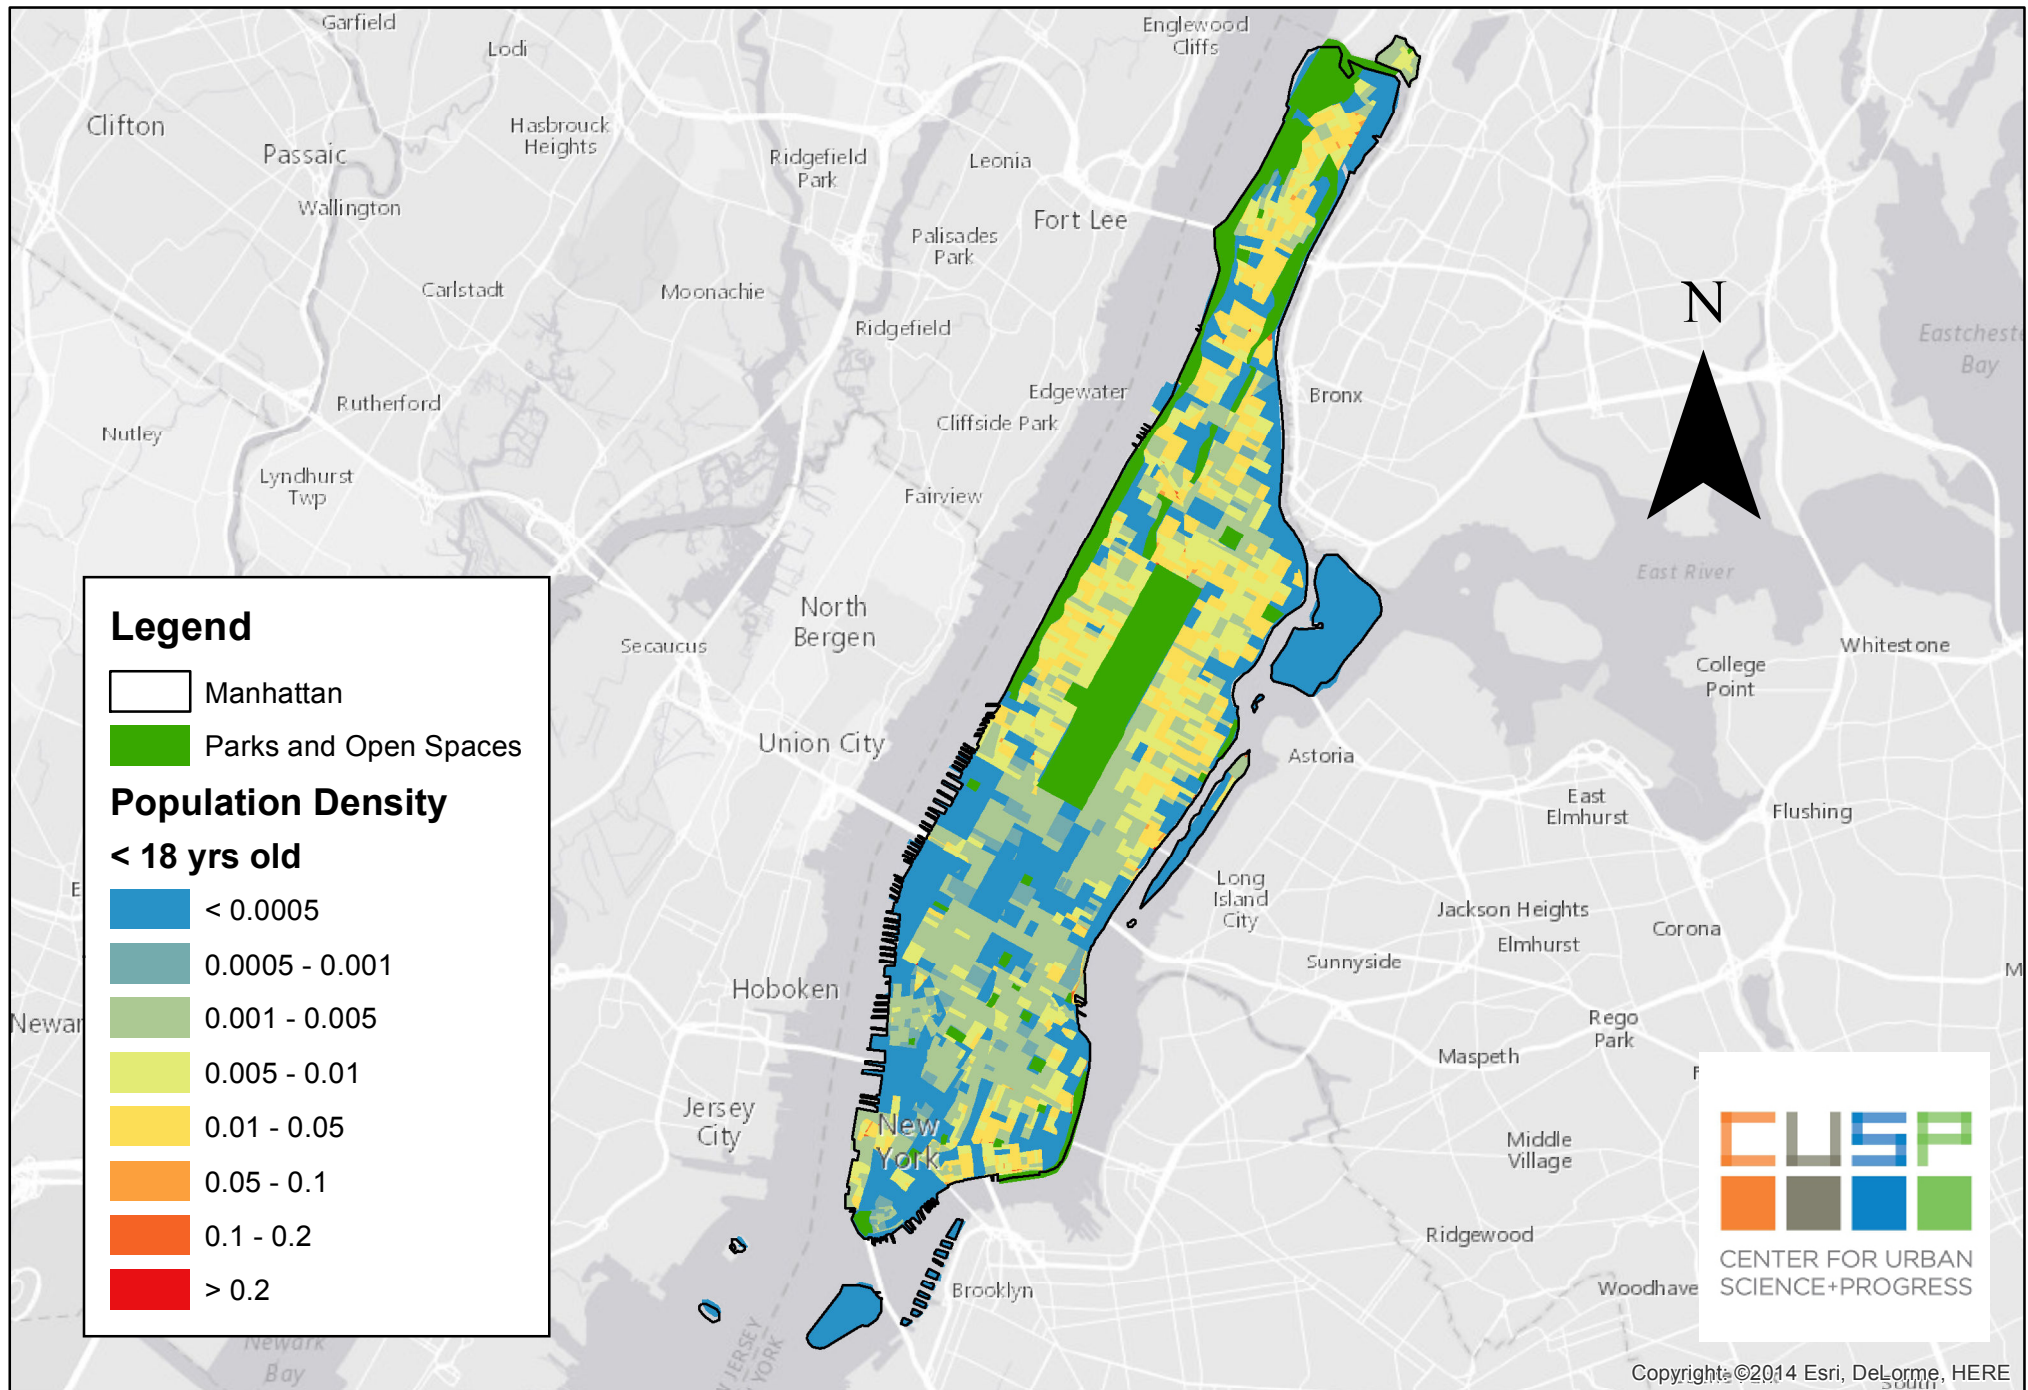 Garfield
Lodi
Englewood
Cliffs
Clifton
Hasbrouck
Heights
Passaic
Ridgefield
Park
Leonia
Wallington
Fort Lee
Palisades
Park
Carlstadt
Moonachie
N
Ridgefield
Bay
Edgewater
Bronx
Rutherford
Cliffside Park
Nutley
Lyndhurst
Twp
Fairview
East River
North
Bergen
Secaucus
Whitestone
College
Point
Union City
Astoria
East
Elmhurst
Flushing
Long
Island
City
Jackson Heights
Elmhurst
Corona
Sunnyside
Hoboken
Newar
Rego
Park
Maspeth
Jersey
City
New
York
Middle
Village
Ridgewood
Brooklyn
Woodhave
Newark
Bay
JERSEY
YORK
Legend
Manhattan
Parks and Open Spaces
Population Density
< 18 yrs old
< 0.0005
0.0005 - 0.001
0.001 - 0.005
0.005 - 0.01
0.01 - 0.05
0.05 - 0.1
0.1 - 0.2
> 0.2
CUSP
CENTER FOR URBAN
SCIENCE+PROGRESS
Copyright: ©2014 Esri, DeLorme, HERE